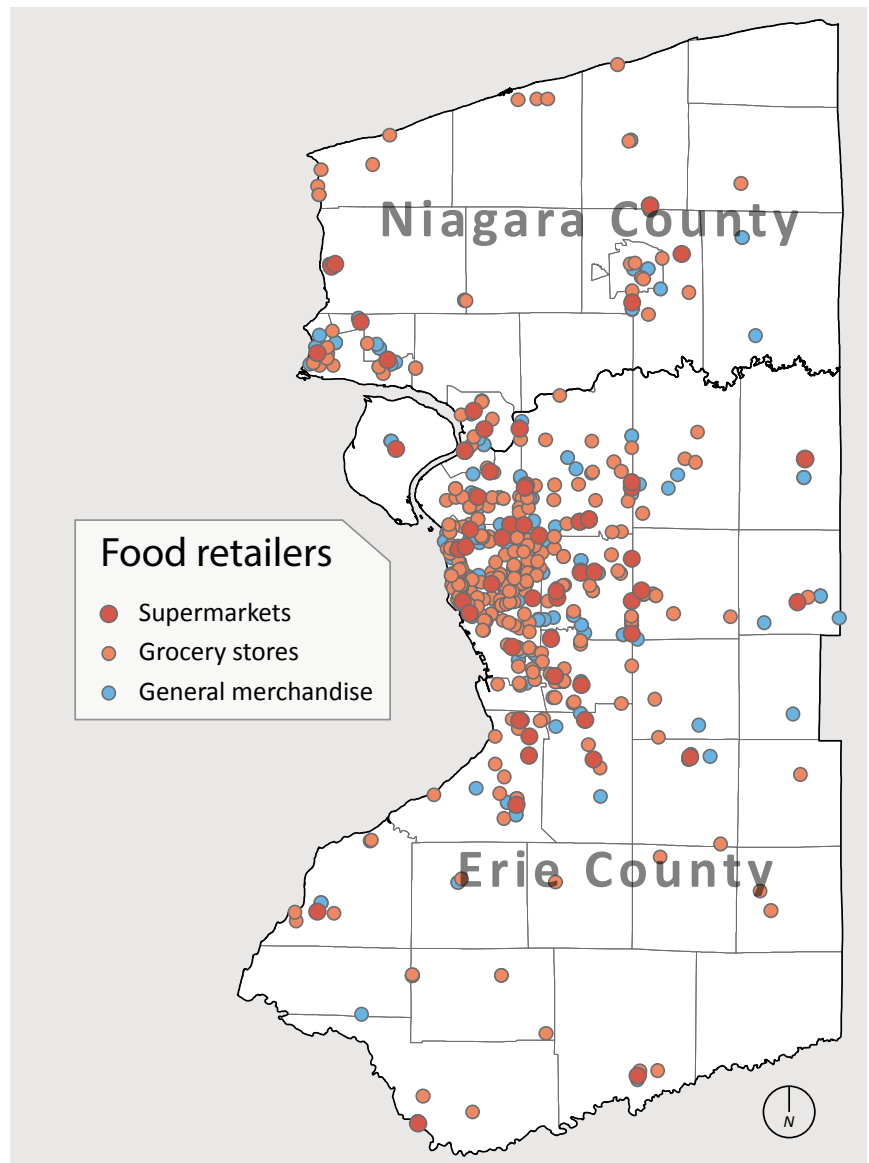 Niagara County
Food retailers
Supermarkets
Grocery stores
General merchandise
Erie County
N